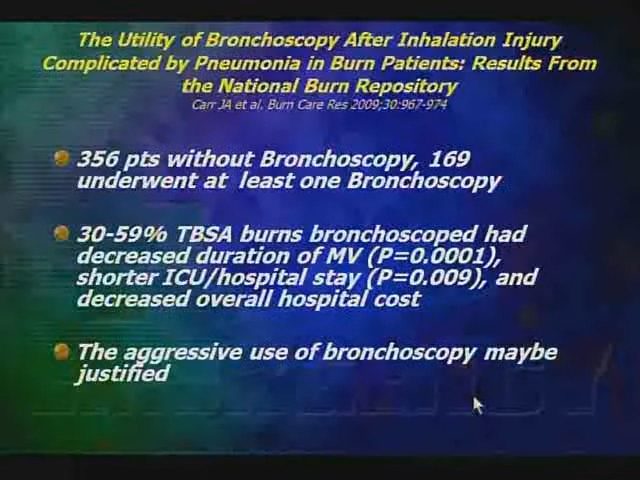 The Utility of Bronchoscopy After Inhalation Injury
Complicated by Pneumonia in Burn Patients: Results From
the National Burn Repository
Carr JA et al. Burn Care Res 2009;30:967-974
356 pts without Bronchoscopy, 169
underwent at least one Bronchoscopy
30-59% TBSA burns bronchoscoped had
decreased duration of MV (P=0.0001),
shorter ICU/hospital stay (P=0.009), and
decreased overall hospital cost
The aggressive use of bronchoscopy maybe
justified